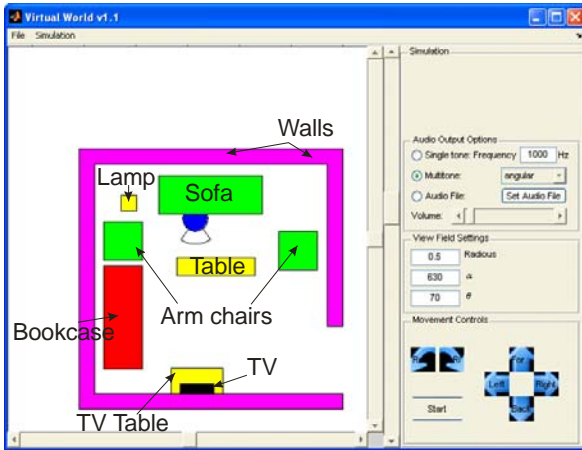 Virtual World v1.1
File Simulation
Simulation
Walls
Lamp
Sofa
Table
Arm chairs
Bookcase
TV
TV Table
Audio Output Options
Single tone: Frequency 1000 Hz
Multitone: angular
Audio File: Set Audio File
Volume:
View Field Settings
0.5 Radious
630 α
70 θ
Movement Controls
For
Left Right
Start Back